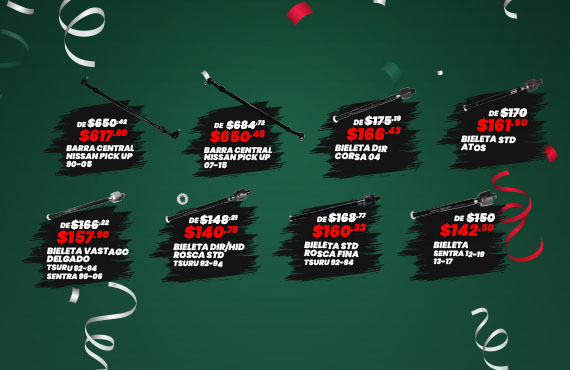 DE $650.42
$617.89
BARRA CENTRAL
NISSAN PICK UP
90-05
DE $684.72
$650.48
BARRA CENTRAL
NISSAN PICK UP
07-15
DE $175.19
$166.43
BIELETA DIR
CORSA 04
DE $170
$161.50
BIELETA STD
ATOS
DE $166.22
$157.90
BIELETA VASTAGO
DELGADO
TSURU 92-94
SENTRA 96-06
DE $148.21
$140.79
BIELETA DIR/HID
ROSCA STD
TSURU 92-94
DE $168.77
$160.33
BIELETA STD
ROSCA FINA
TSURU 92-94
DE $150
$142.50
BIELETA
SENTRA 12-19
13-17